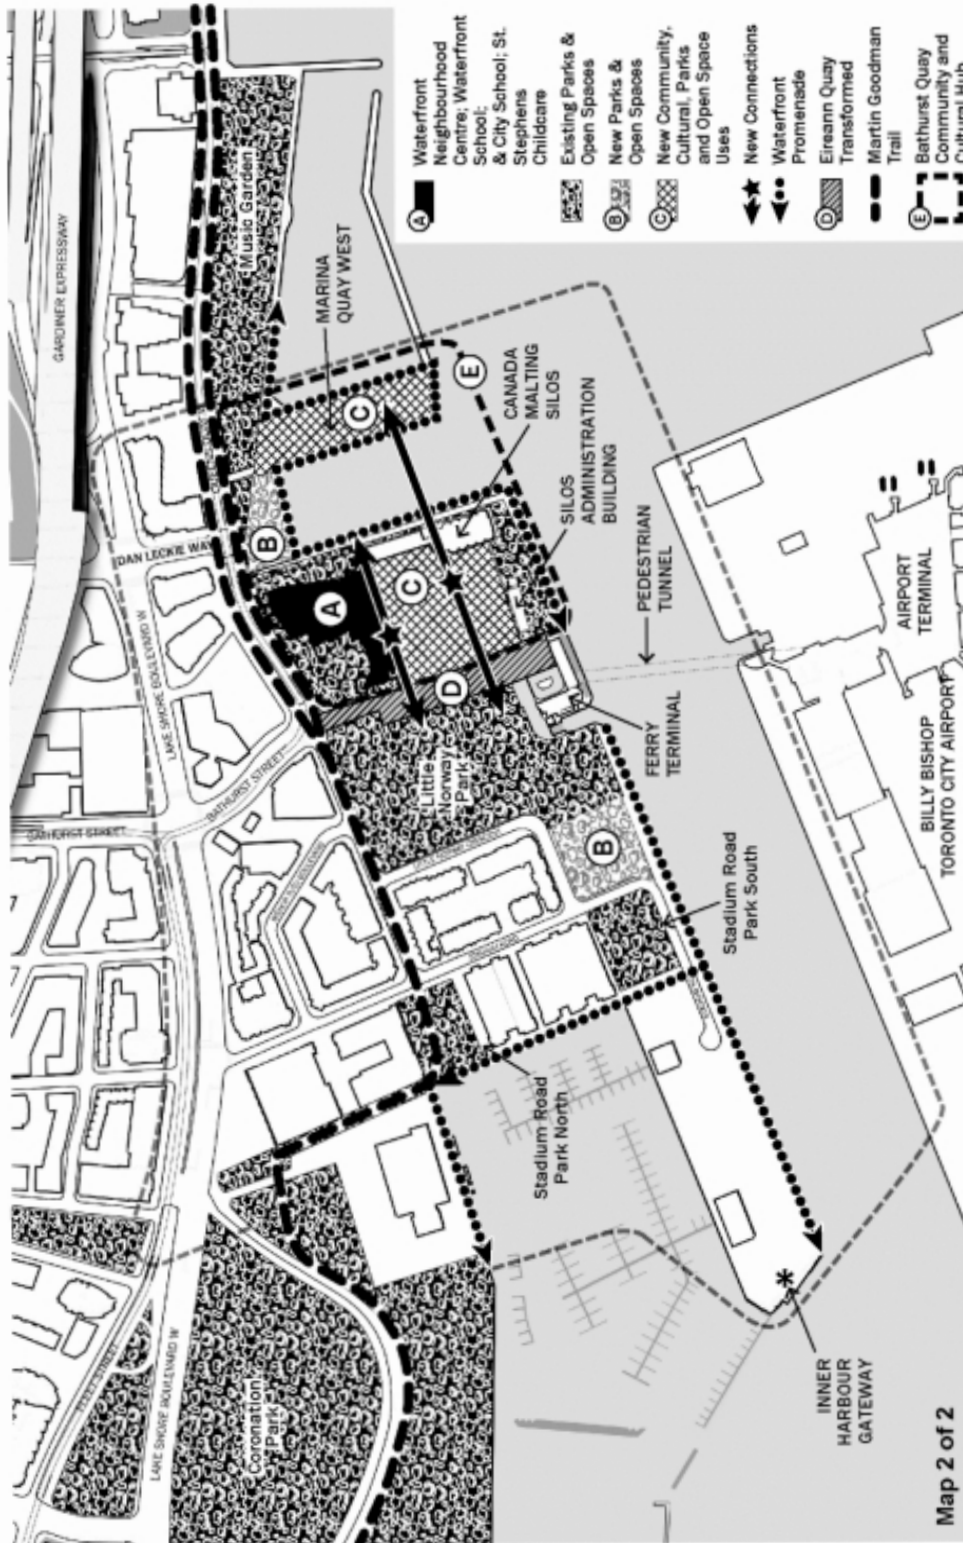 GARDINER EXPRESSWAY
Music Garden
MARINA
QUAY WEST
DAN LECKIE WAY
LAKE SHORE BOULEVARD W
BATHURST STREET
BATHURST STREET
B
A
C
C
D
E
CANADA
MALTING
SILOS
SILOS
ADMINISTRATION
BUILDING
PEDESTRIAN
TUNNEL
FERRY
TERMINAL
AIRPORT
TERMINAL
BILLY BISHOP
TORONTO CITY AIRPORT
Little
Norway
Park
B
Stadium Road
Park South
Stadium Road
Park North
FLEET STREET
LAKE SHORE BOULEVARD W
Coronation
Park
INNER
HARBOUR
GATEWAY
*
Map 2 of 2
A
Waterfront
Neighbourhood
Centre; Waterfront
School;
& City School; St.
Stephens
Childcare
Existing Parks &
Open Spaces
B
New Parks &
Open Spaces
C
New Community,
Cultural, Parks
and Open Space
Uses
New Connections
Waterfront
Promenade
D
Eireann Quay
Transformed
Martin Goodman
Trail
E
Bathurst Quay
Community and
Cultural Hub